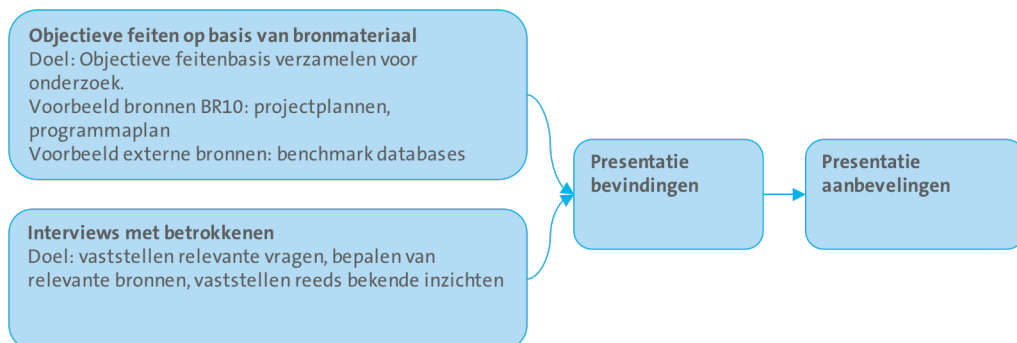 Objectieve feiten op basis van bronmateriaal
Doel: Objectieve feitenbasis verzamelen voor
onderzoek.
Voorbeeld bronnen BR10: projectplannen,
programmaplan
Voorbeeld externe bronnen: benchmark databases
Interviews met betrokkenen
Doel: vaststellen relevante vragen, bepalen van
relevante bronnen, vaststellen reeds bekende inzichten
Presentatie
bevindingen
Presentatie
aanbevelingen